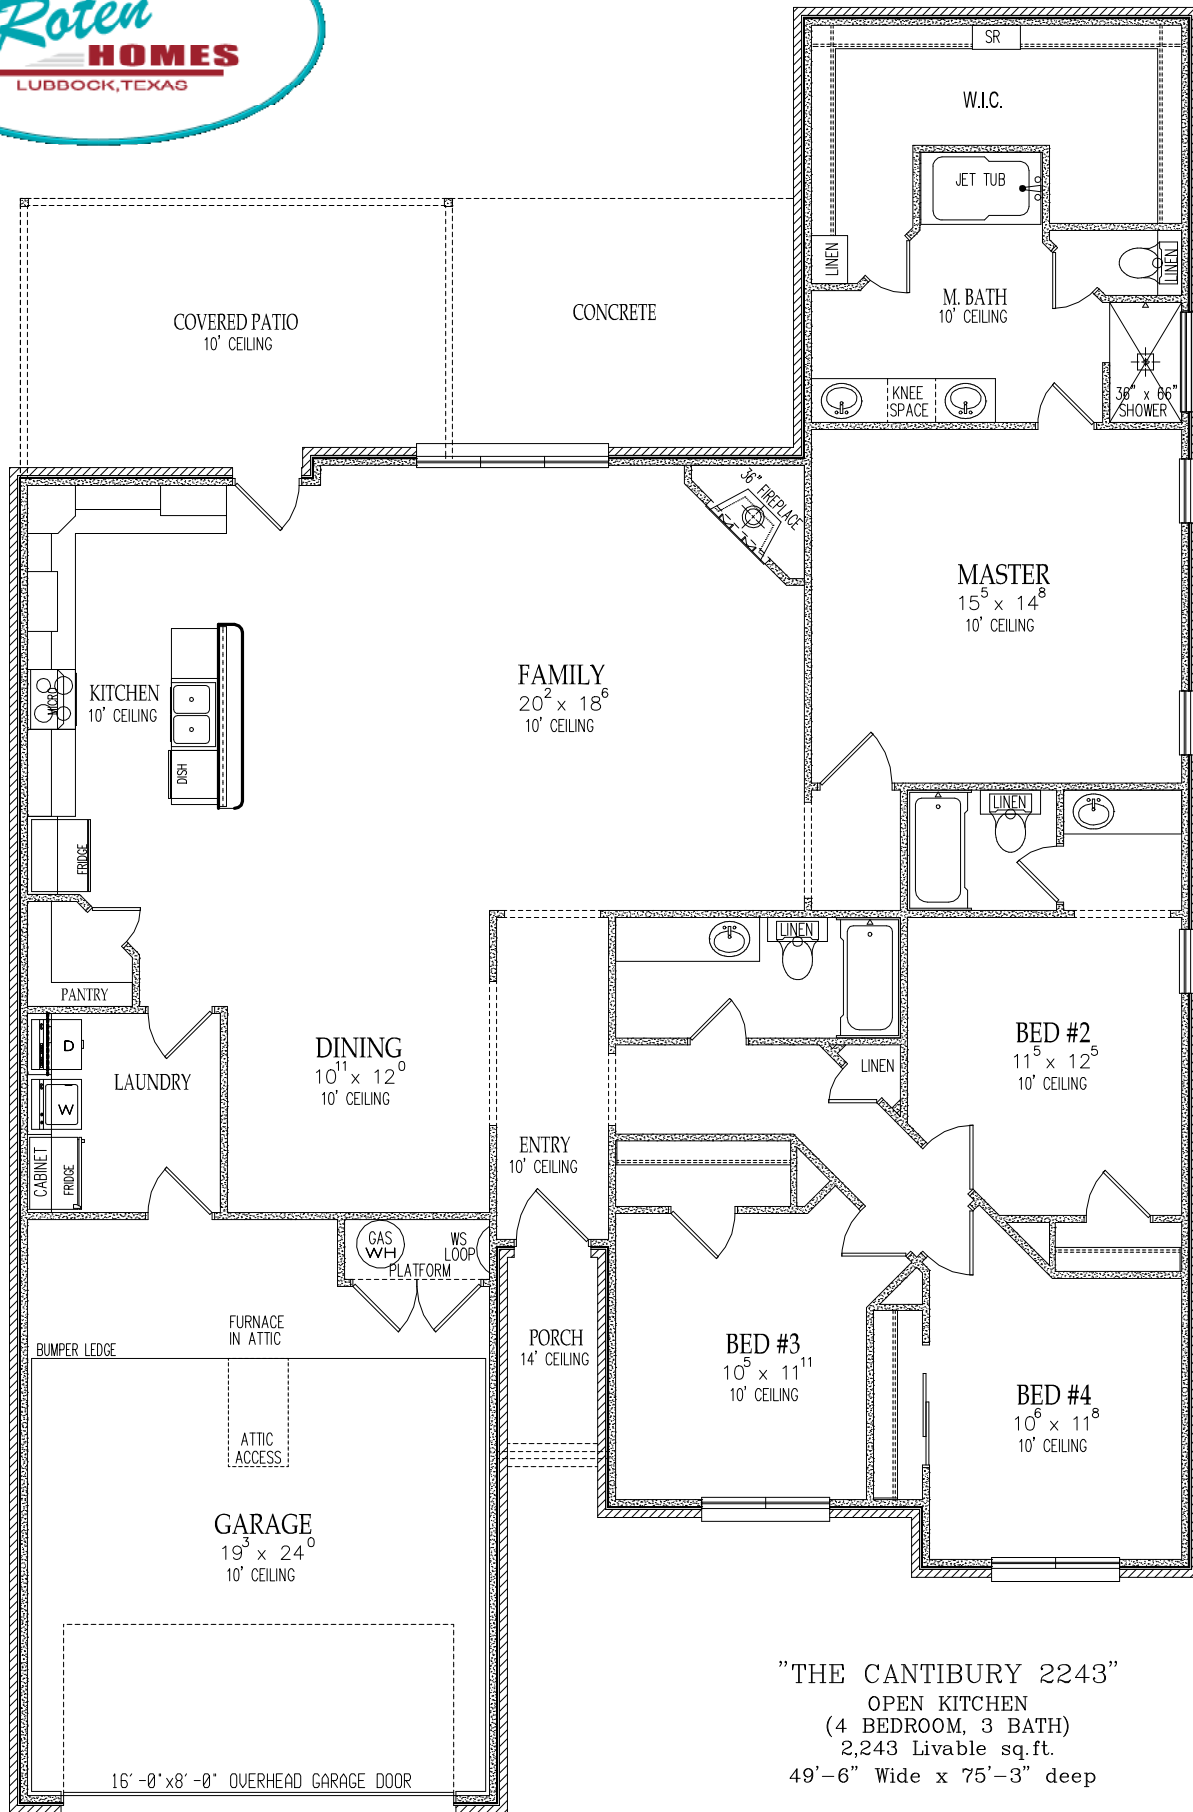 Roten
HOMES
LUBBOCK, TEXAS
SR
W.I.C.
JET TUB
LINEN
LINEN
M. BATH
10' CEILING
COVERED PATIO
10' CEILING
CONCRETE
KNEE
SPACE
36" x 66"
SHOWER
36" FIREPLACE
MASTER
15⁵ x 14⁸
10' CEILING
FAMILY
20² x 18⁶
10' CEILING
KITCHEN
10' CEILING
MICRO
DISH
FRIDGE
LINEN
LINEN
PANTRY
DINING
10¹¹ x 12⁰
10' CEILING
BED #2
11⁵ x 12⁵
10' CEILING
D
LAUNDRY
W
LINEN
CABINET
FRIDGE
ENTRY
10' CEILING
GAS
WH
WS
LOOP
PLATFORM
FURNACE
IN ATTIC
BUMPER LEDGE
PORCH
14' CEILING
BED #3
10⁵ x 11¹¹
10' CEILING
BED #4
10⁶ x 11⁸
10' CEILING
ATTIC
ACCESS
GARAGE
19³ x 24⁰
10' CEILING
16'-0"x8'-0" OVERHEAD GARAGE DOOR
"THE CANTIBURY 2243"
OPEN KITCHEN
(4 BEDROOM, 3 BATH)
2,243 Livable sq.ft.
49'-6" Wide x 75'-3" deep